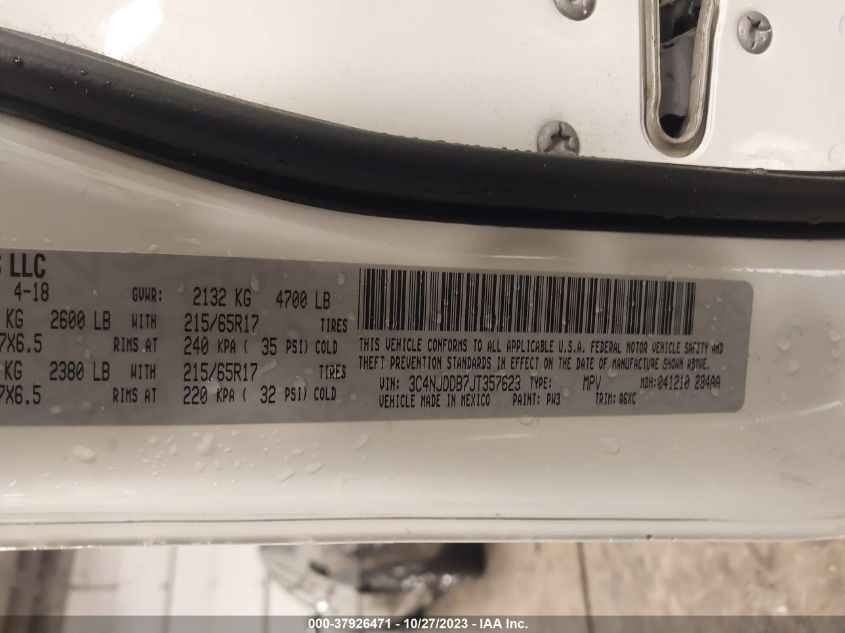 S LLC
4-18 GVWR: 2132 KG 4700 LB
KG 2600 LB WITH 215/65R17 TIRES
7X6.5 RIMS AT 240 KPA ( 35 PSI) COLD
KG 2380 LB WITH 215/65R17 TIRES
7X6.5 RIMS AT 220 KPA ( 32 PSI) COLD
THIS VEHICLE CONFORMS TO ALL APPLICABLE U.S.A. FEDERAL MOTOR VEHICLE SAFETY AND
THEFT PREVENTION STANDARDS IN EFFECT ON THE DATE OF MANUFACTURE SHOWN ABOVE.
VIN: 3C4NJDDB7JT357623 TYPE: MPV MDH: 041210 234AA
VEHICLE MADE IN MEXICO PAINT: PW3 TRIM: 06XC
000-37926471 - 10/27/2023 - IAA Inc.